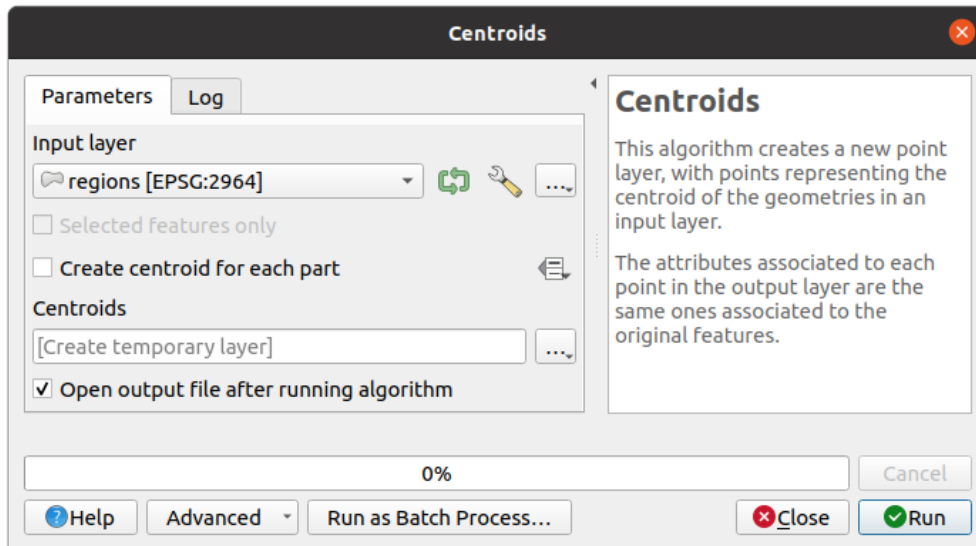 Centroids
Parameters
Log
Input layer
regions [EPSG:2964]
...
Selected features only
Create centroid for each part
Centroids
[Create temporary layer]
...
Open output file after running algorithm
Centroids
This algorithm creates a new point
layer, with points representing the
centroid of the geometries in an
input layer.
The attributes associated to each
point in the output layer are the
same ones associated to the
original features.
0%
Cancel
Help
Advanced
Run as Batch Process...
Close
Run